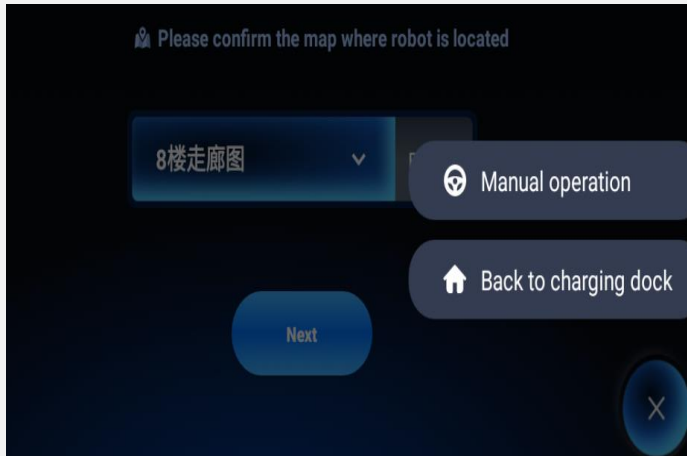 Please confirm the map where robot is located
8楼走廊图
Manual operation
Back to charging dock
Next